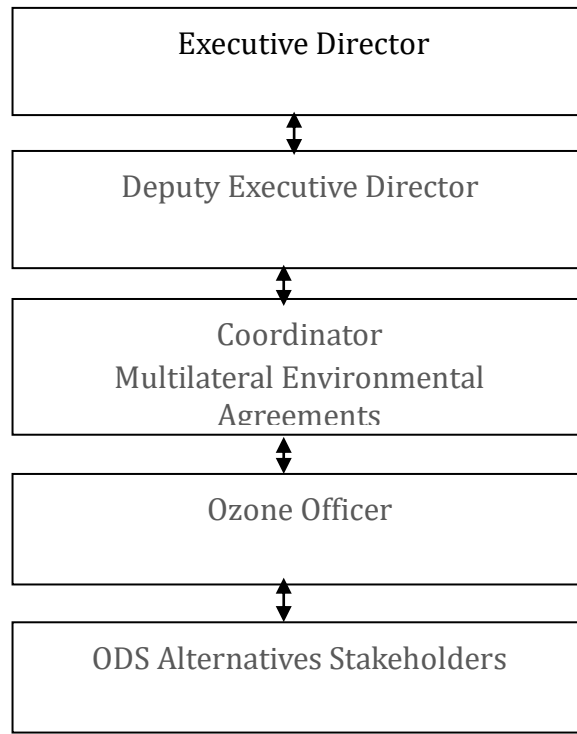 Executive Director
Deputy Executive Director
Coordinator
Multilateral Environmental
Agreements
Ozone Officer
ODS Alternatives Stakeholders